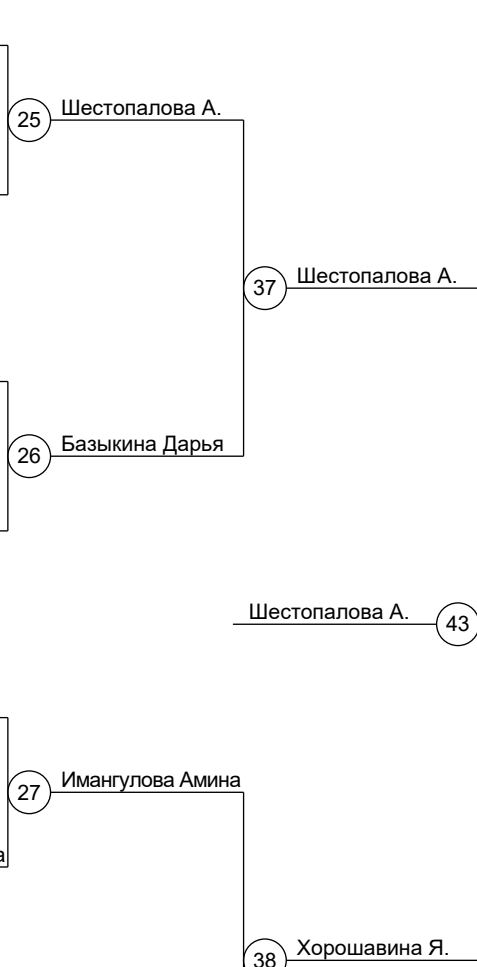 Шестопалова А.
25
Шестопалова А.
37
Базыкина Дарья
26
Шестопалова А.
43
Имангулова Амина
27
а
Хорошавина Я.
38